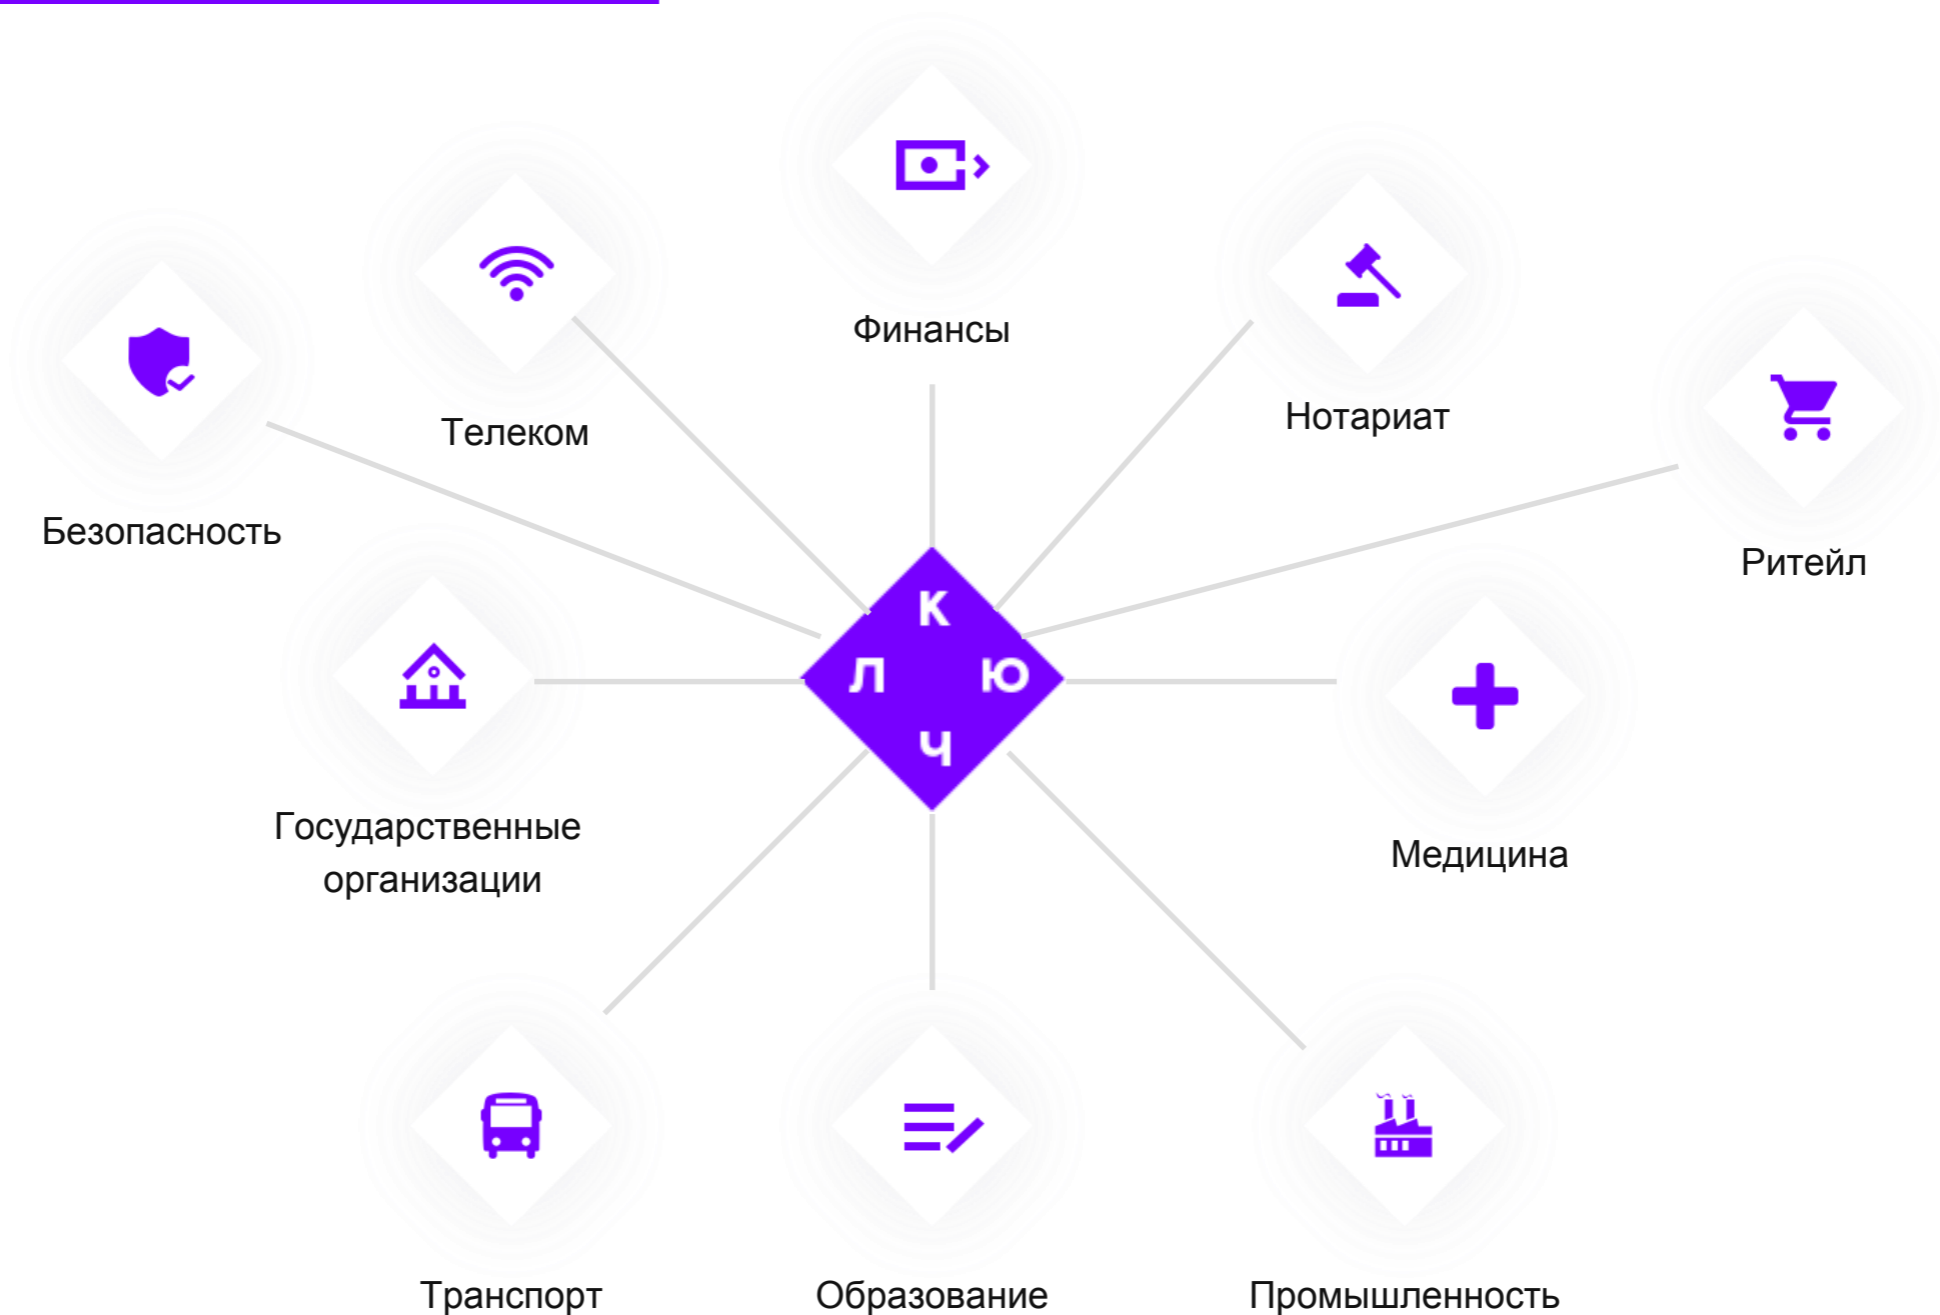 Финансы
Нотариат
Телеком
Безопасность
Ритейл
К
Л Ю
Ч
Государственные
организации
Медицина
Транспорт
Образование
Промышленность